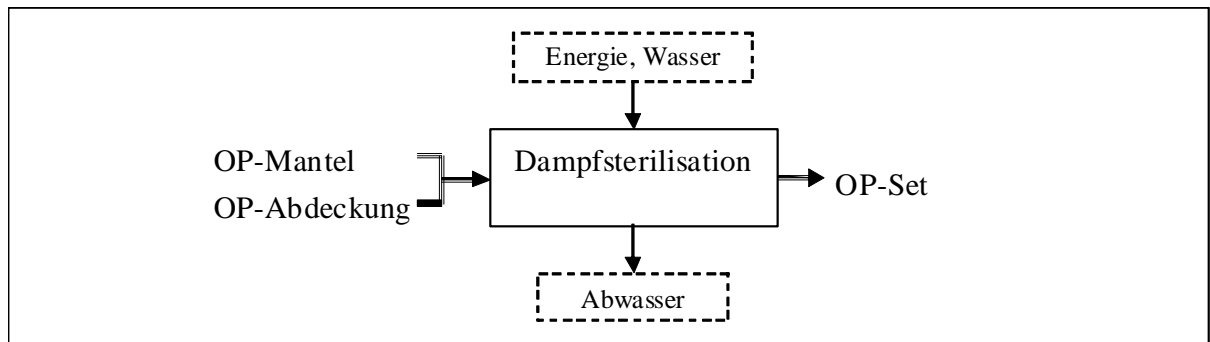 Energie, Wasser
OP-Mantel
OP-Abdeckung
Dampfsterilisation
OP-Set
Abwasser